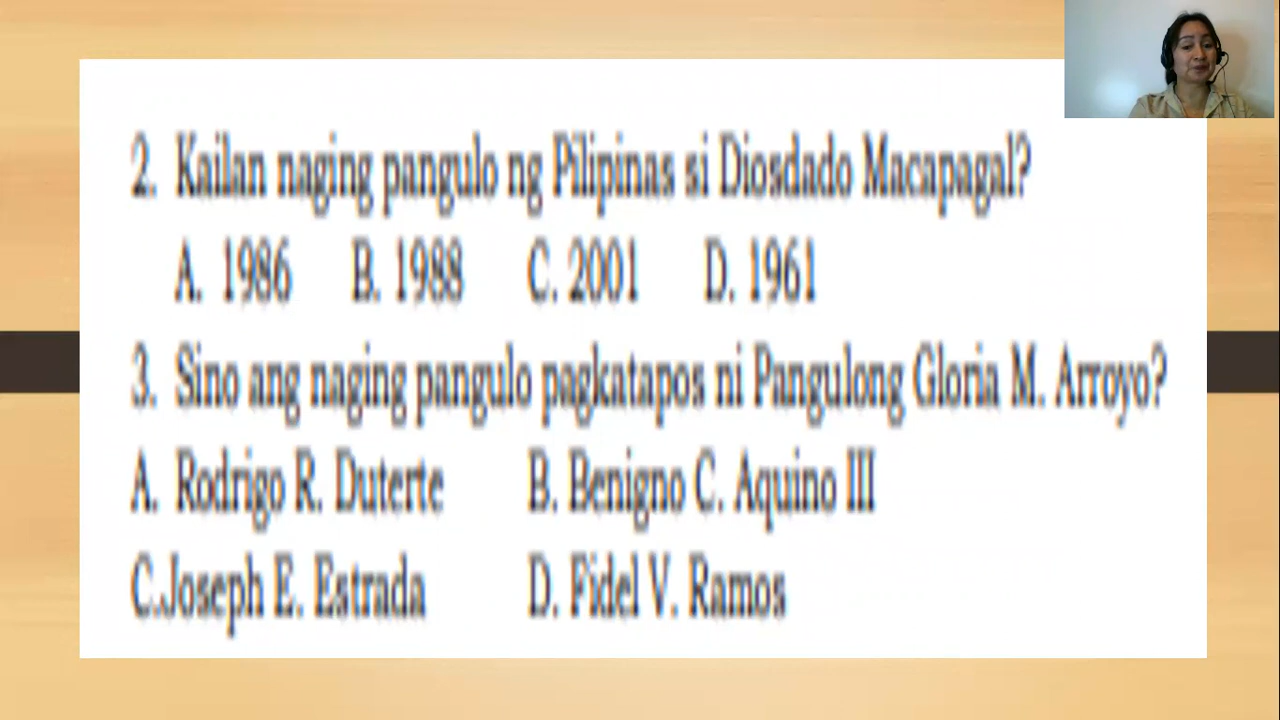 2. Kailan naging pangulo ng Pilipinas si Diosdado Macapagal?
A. 1986 B. 1988 C. 2001 D. 1961
3. Sino ang naging pangulo pagkatapos ni Pangulong Gloria M. Arroyo?
A. Rodrigo R. Duterte B. Benigno C. Aquino III
C.Joseph E. Estrada D. Fidel V. Ramos